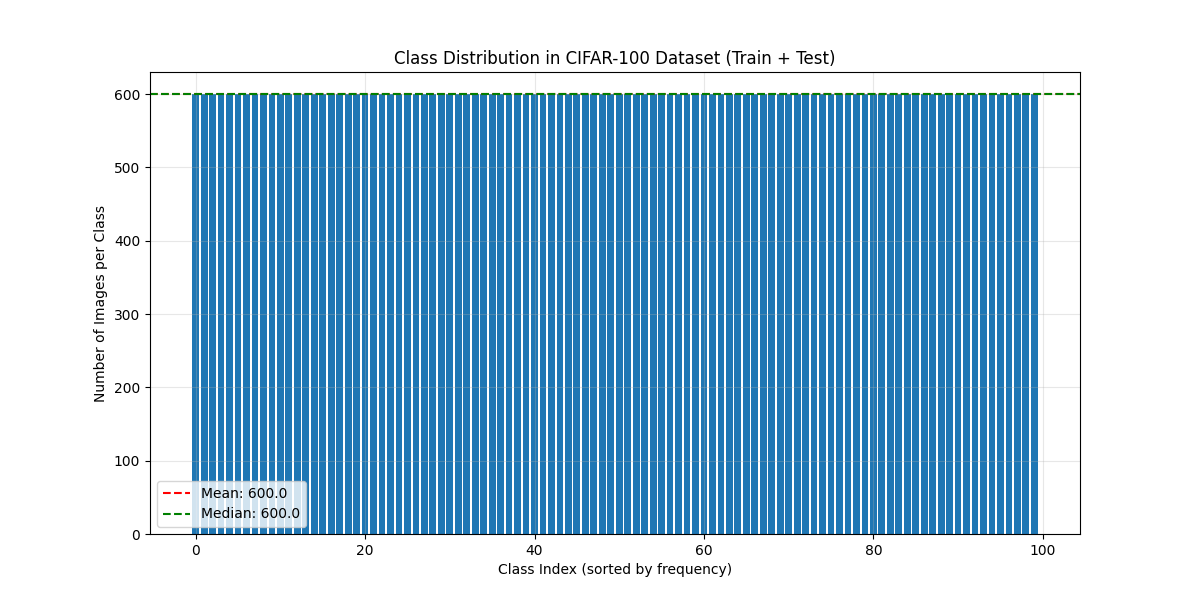 Class Distribution in CIFAR-100 Dataset (Train + Test)
Number of Images per Class
600
500
400
300
200
100
0
Mean: 600.0
Median: 600.0
0 20 40 60 80 100
Class Index (sorted by frequency)